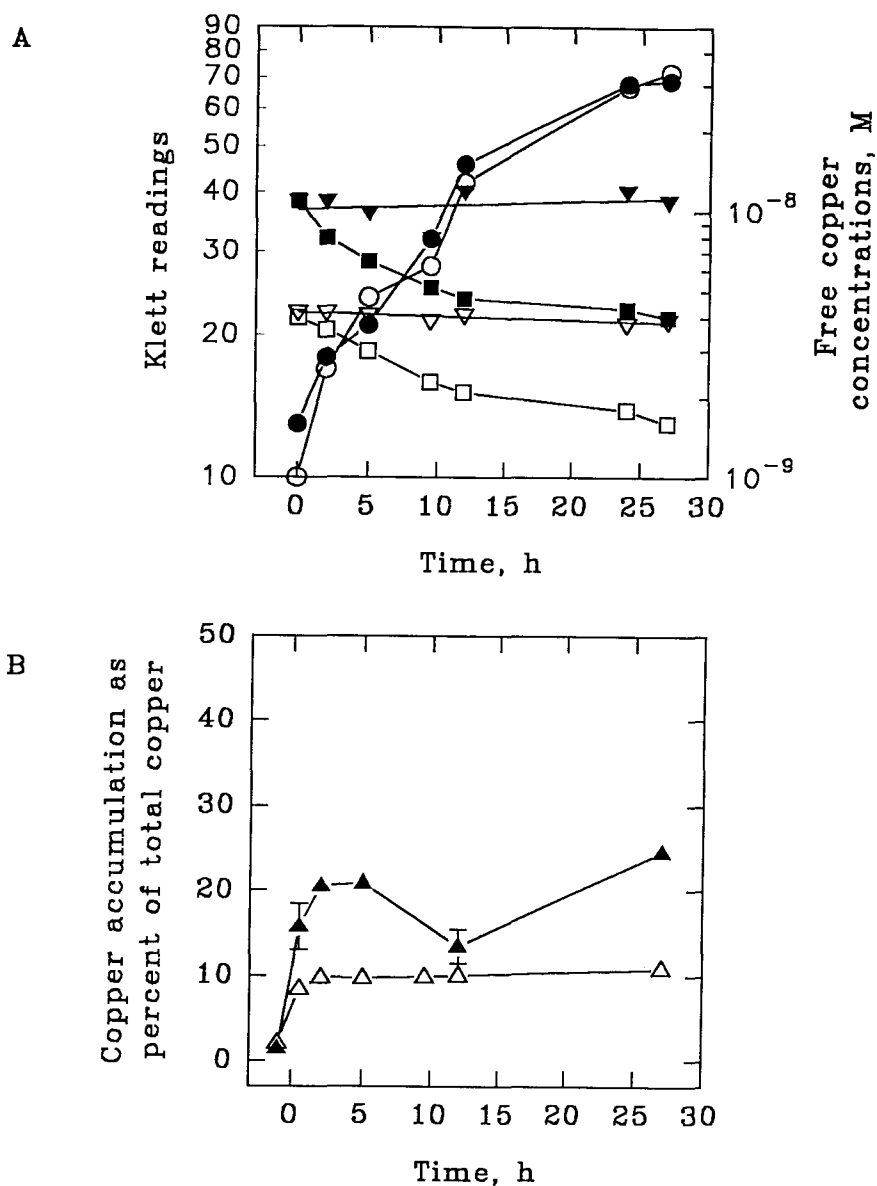 A
90
80
70
60
50
40
30
20
10
Klett readings
10⁻⁸
10⁻⁹
Free copper
concentrations, M
0 5 10 15 20 25 30
Time, h
B
50
40
30
20
10
0
Copper accumulation as
percent of total copper
0 5 10 15 20 25 30
Time, h